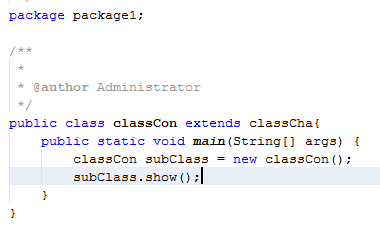 package package1;
/**
 *
 * @author Administrator
 */
public class classCon extends classCha{
    public static void main(String[] args) {
        classCon subClass = new classCon();
        subClass.show();
    }
}